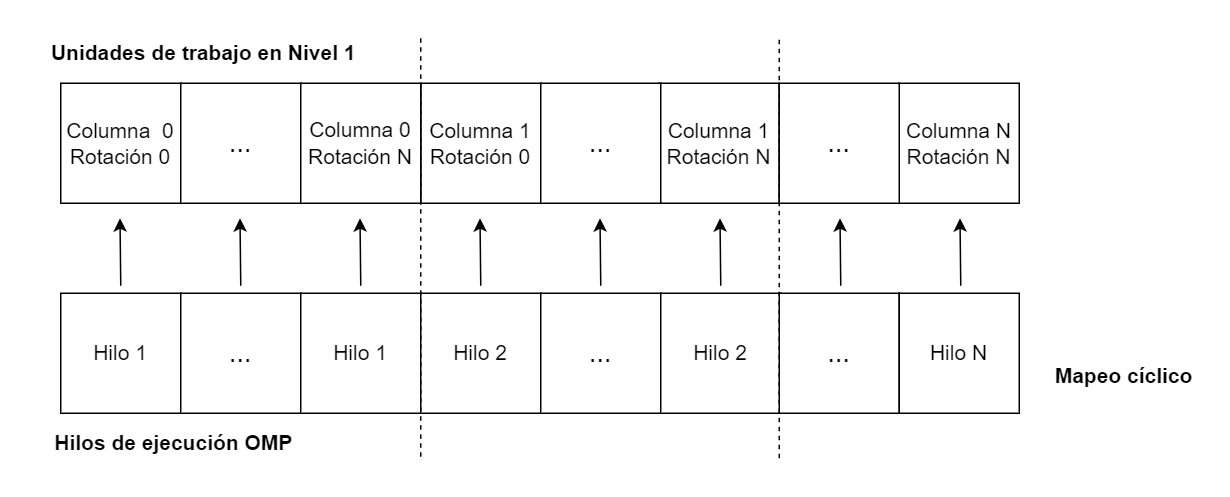 Unidades de trabajo en Nivel 1
Columna 0
Rotación 0
...
Columna 0
Rotación N
Columna 1
Rotación 0
...
Columna 1
Rotación N
...
Columna N
Rotación N
Hilo 1
...
Hilo 1
Hilo 2
...
Hilo 2
...
Hilo N
Mapeo cíclico
Hilos de ejecución OMP